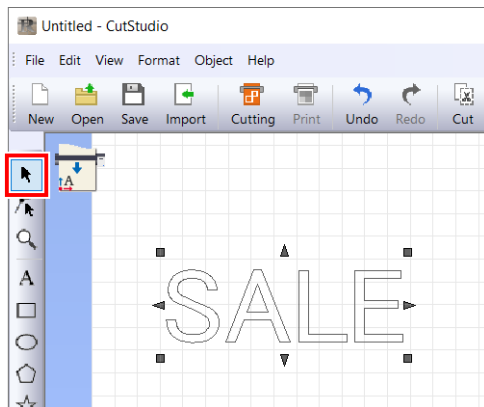 Untitled - CutStudio
File Edit View Format Object Help
New Open Save Import Cutting Print Undo Redo Cut
A
A
SALE